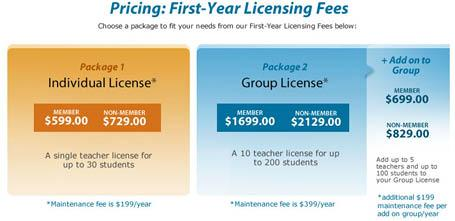 Pricing: First-Year Licensing Fees
Choose a package to fit your needs from our First-Year Licensing Fees below:
Package 1
Individual License*
MEMBER
$599.00
NON-MEMBER
$729.00
A single teacher license for
up to 30 students
*Maintenance fee is $199/year
Package 2
Group License*
MEMBER
$1699.00
NON-MEMBER
$2129.00
A 10 teacher license for
up to 200 students
*Maintenance fee is $399/year
+ Add on to
Group
MEMBER
$699.00
NON-MEMBER
$829.00
Add up to 5
teachers and up to
100 students to
your Group License
*additional $199
maintenance fee per
add on group/year